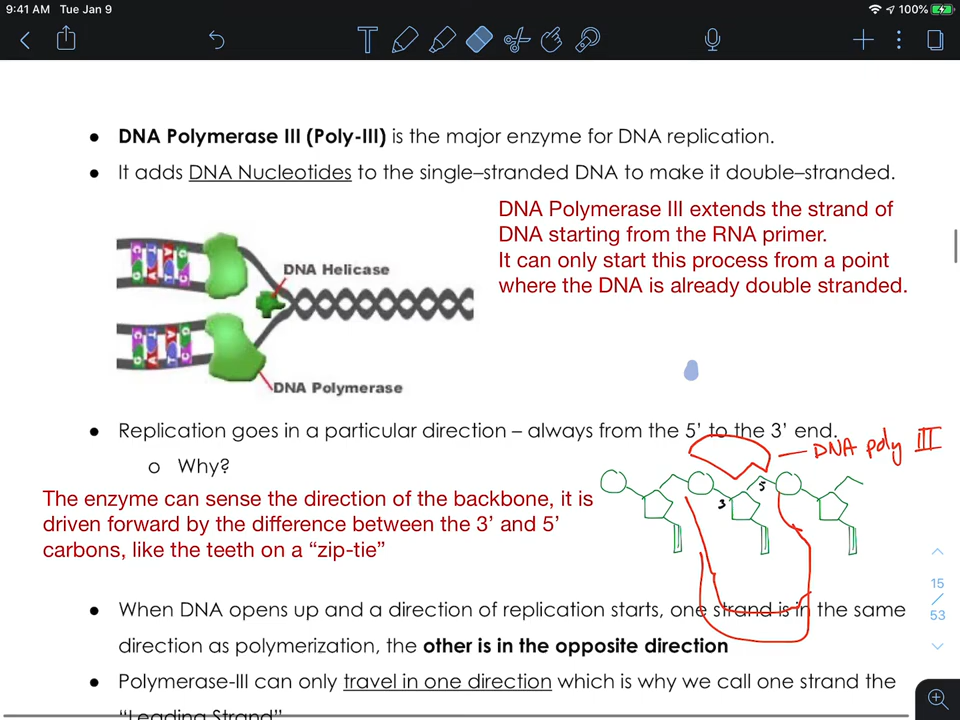 9:41 AM Tue Jan 9
100%
T
● DNA Polymerase III (Poly-III) is the major enzyme for DNA replication.
● It adds DNA Nucleotides to the single–stranded DNA to make it double–stranded.
DNA Polymerase III extends the strand of
DNA starting from the RNA primer.
It can only start this process from a point
where the DNA is already double stranded.
DNA Helicase
DNA Polymerase
● Replication goes in a particular direction – always from the 5' to the 3' end.
DNA poly III
o Why?
The enzyme can sense the direction of the backbone, it is
driven forward by the difference between the 3' and 5'
carbons, like the teeth on a "zip-tie"
5
3
● When DNA opens up and a direction of replication starts, one strand is in the same
direction as polymerization, the other is in the opposite direction
● Polymerase-III can only travel in one direction which is why we call one strand the
"Leading Strand"
15
/
53